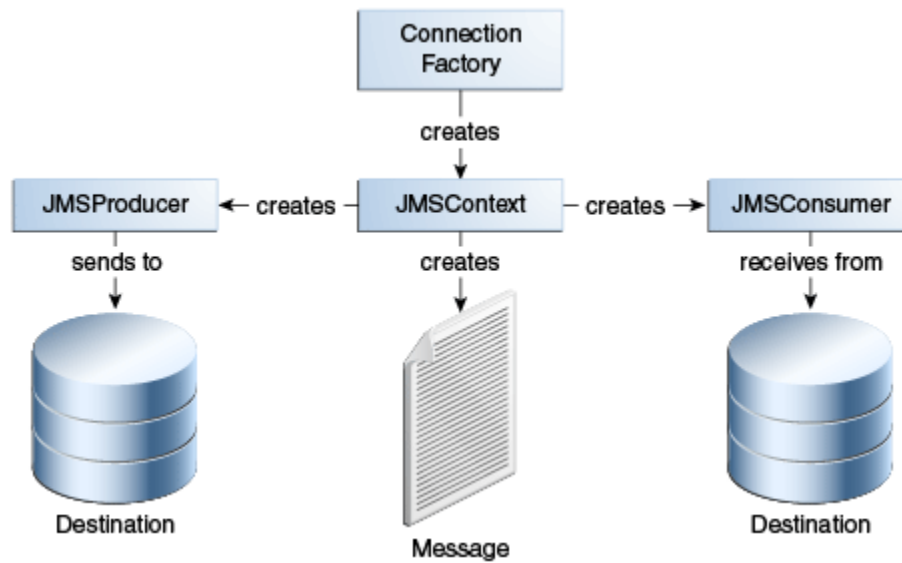 Connection
Factory
creates
JMSProducer
creates
JMSContext
creates
JMSConsumer
sends to
creates
receives from
Destination
Message
Destination